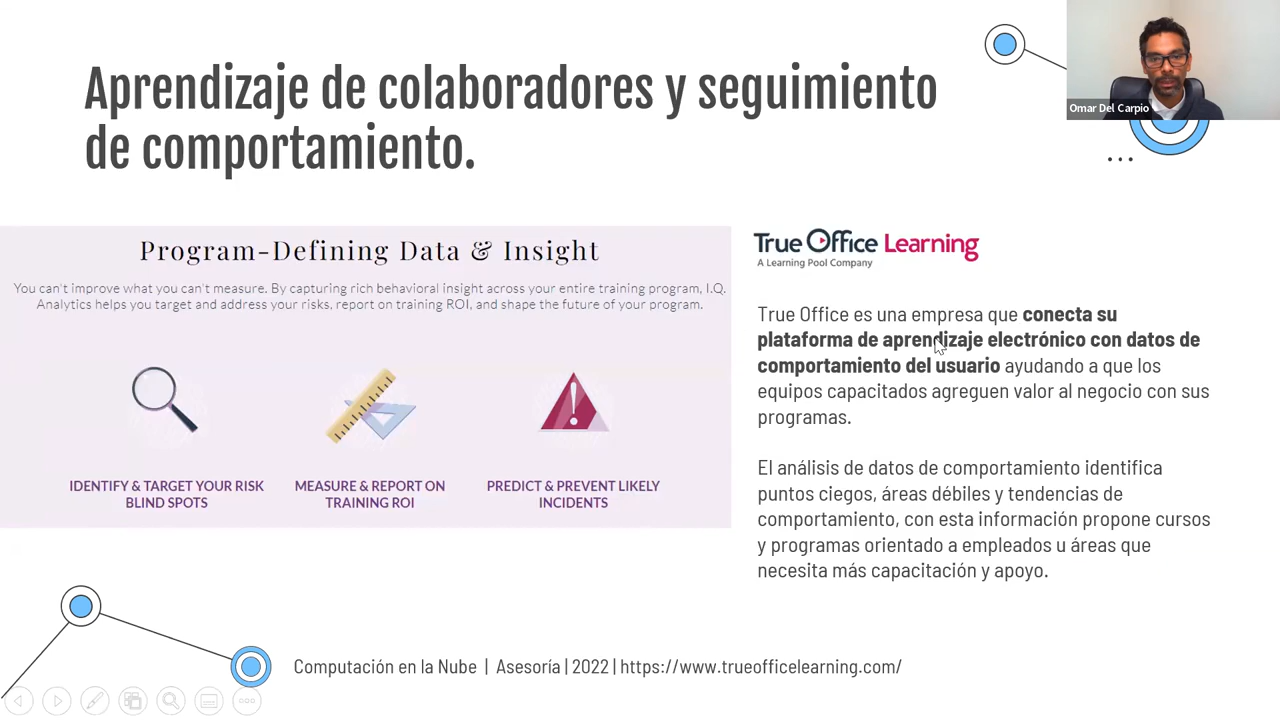 Aprendizaje de colaboradores y seguimiento
de comportamiento.
Omar Del Carpio
Program-Defining Data & Insight
You can't improve what you can't measure. By capturing rich behavioral insight across your entire training program, I.Q.
Analytics helps you target and address your risks, report on training ROI, and shape the future of your program.
IDENTIFY & TARGET YOUR RISK
BLIND SPOTS
MEASURE & REPORT ON
TRAINING ROI
PREDICT & PREVENT LIKELY
INCIDENTS
True Office Learning
A Learning Pool Company
True Office es una empresa que conecta su
plataforma de aprendizaje electrónico con datos de
comportamiento del usuario ayudando a que los
equipos capacitados agreguen valor al negocio con sus
programas.
El análisis de datos de comportamiento identifica
puntos ciegos, áreas débiles y tendencias de
comportamiento, con esta información propone cursos
y programas orientado a empleados u áreas que
necesita más capacitación y apoyo.
Computación en la Nube | Asesoría | 2022 | https://www.trueofficelearning.com/